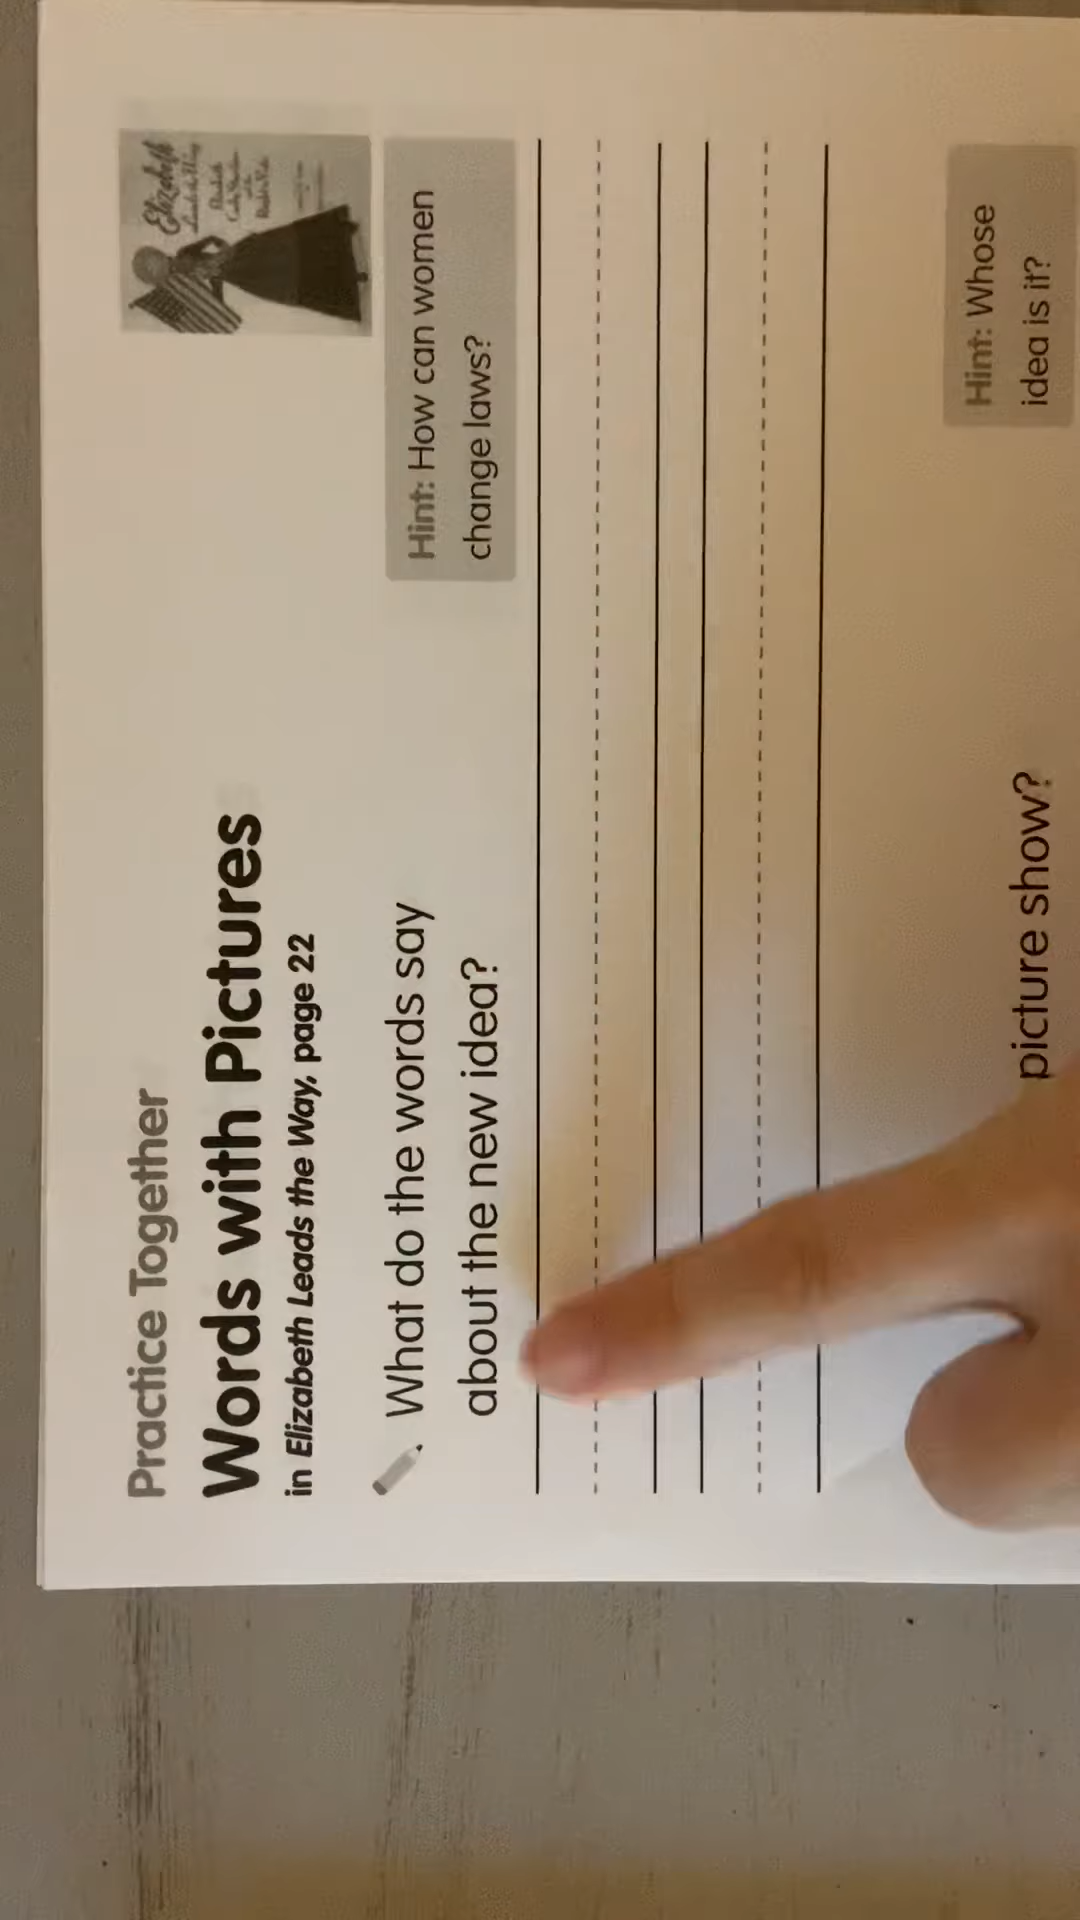 Practice Together
Words with Pictures
in Elizabeth Leads the Way, page 22
What do the words say
about the new idea?
Hint: How can women
change laws?
Elizabeth
picture show?
Hint: Whose
idea is it?